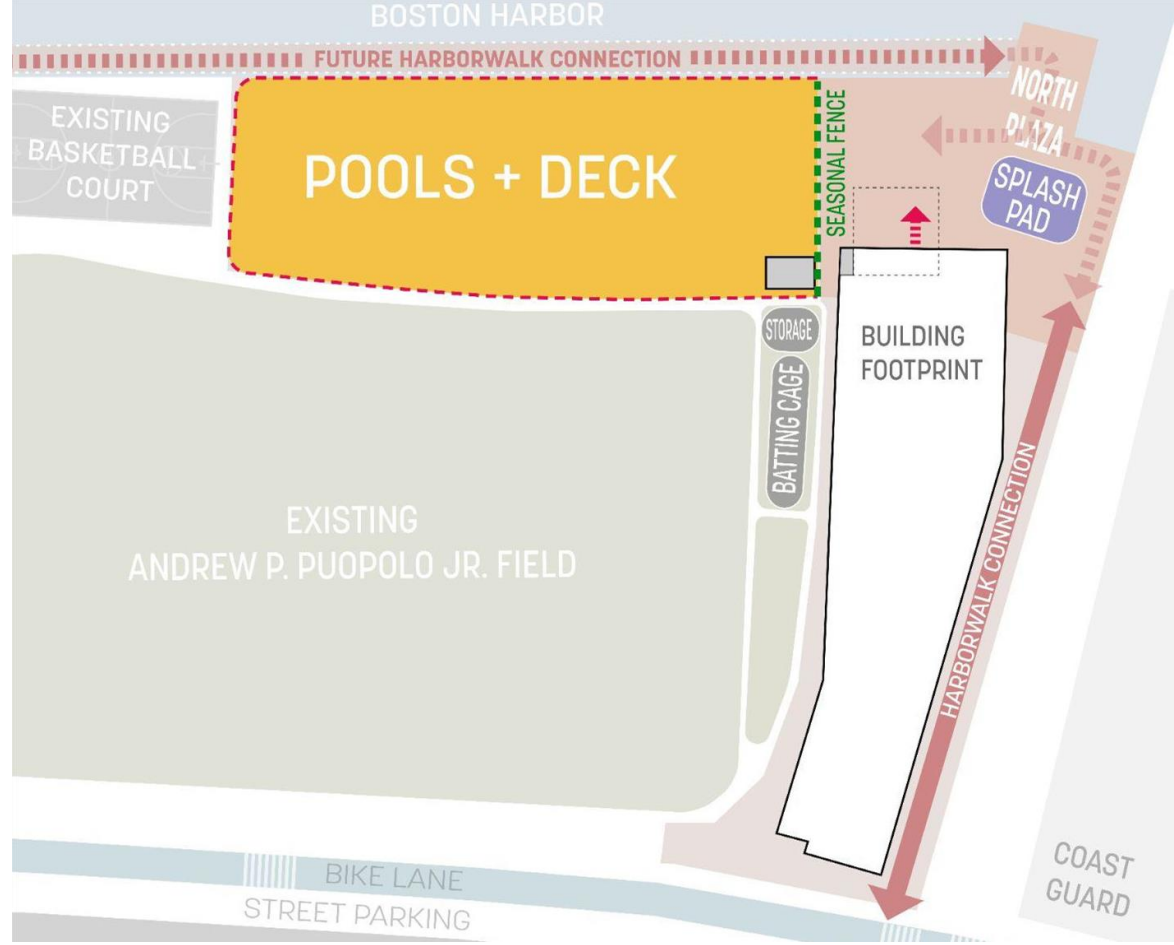 BOSTON HARBOR
FUTURE HARBORWALK CONNECTION
EXISTING
BASKETBALL
COURT
POOLS + DECK
SEASONAL FENCE
NORTH
PLAZA
SPLASH
PAD
STORAGE
BATTING CAGE
BUILDING
FOOTPRINT
EXISTING
ANDREW P. PUOPOLO JR. FIELD
HARBORWALK CONNECTION
BIKE LANE
STREET PARKING
COAST
GUARD